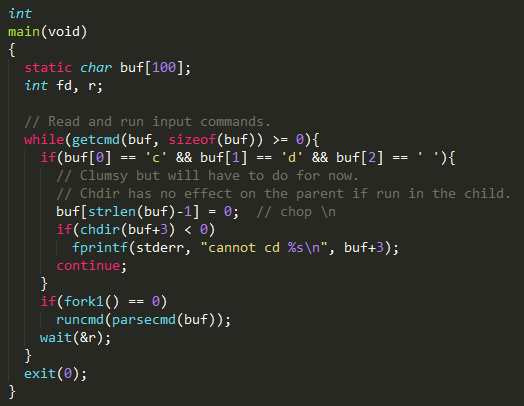 int
main(void)
{
  static char buf[100];
  int fd, r;

  // Read and run input commands.
  while(getcmd(buf, sizeof(buf)) >= 0){
    if(buf[0] == 'c' && buf[1] == 'd' && buf[2] == ' '){
      // Clumsy but will have to do for now.
      // Chdir has no effect on the parent if run in the child.
      buf[strlen(buf)-1] = 0;  // chop \n
      if(chdir(buf+3) < 0)
        fprintf(stderr, "cannot cd %s\n", buf+3);
      continue;
    }
    if(fork1() == 0)
      runcmd(parsecmd(buf));
    wait(&r);
  }
  exit(0);
}